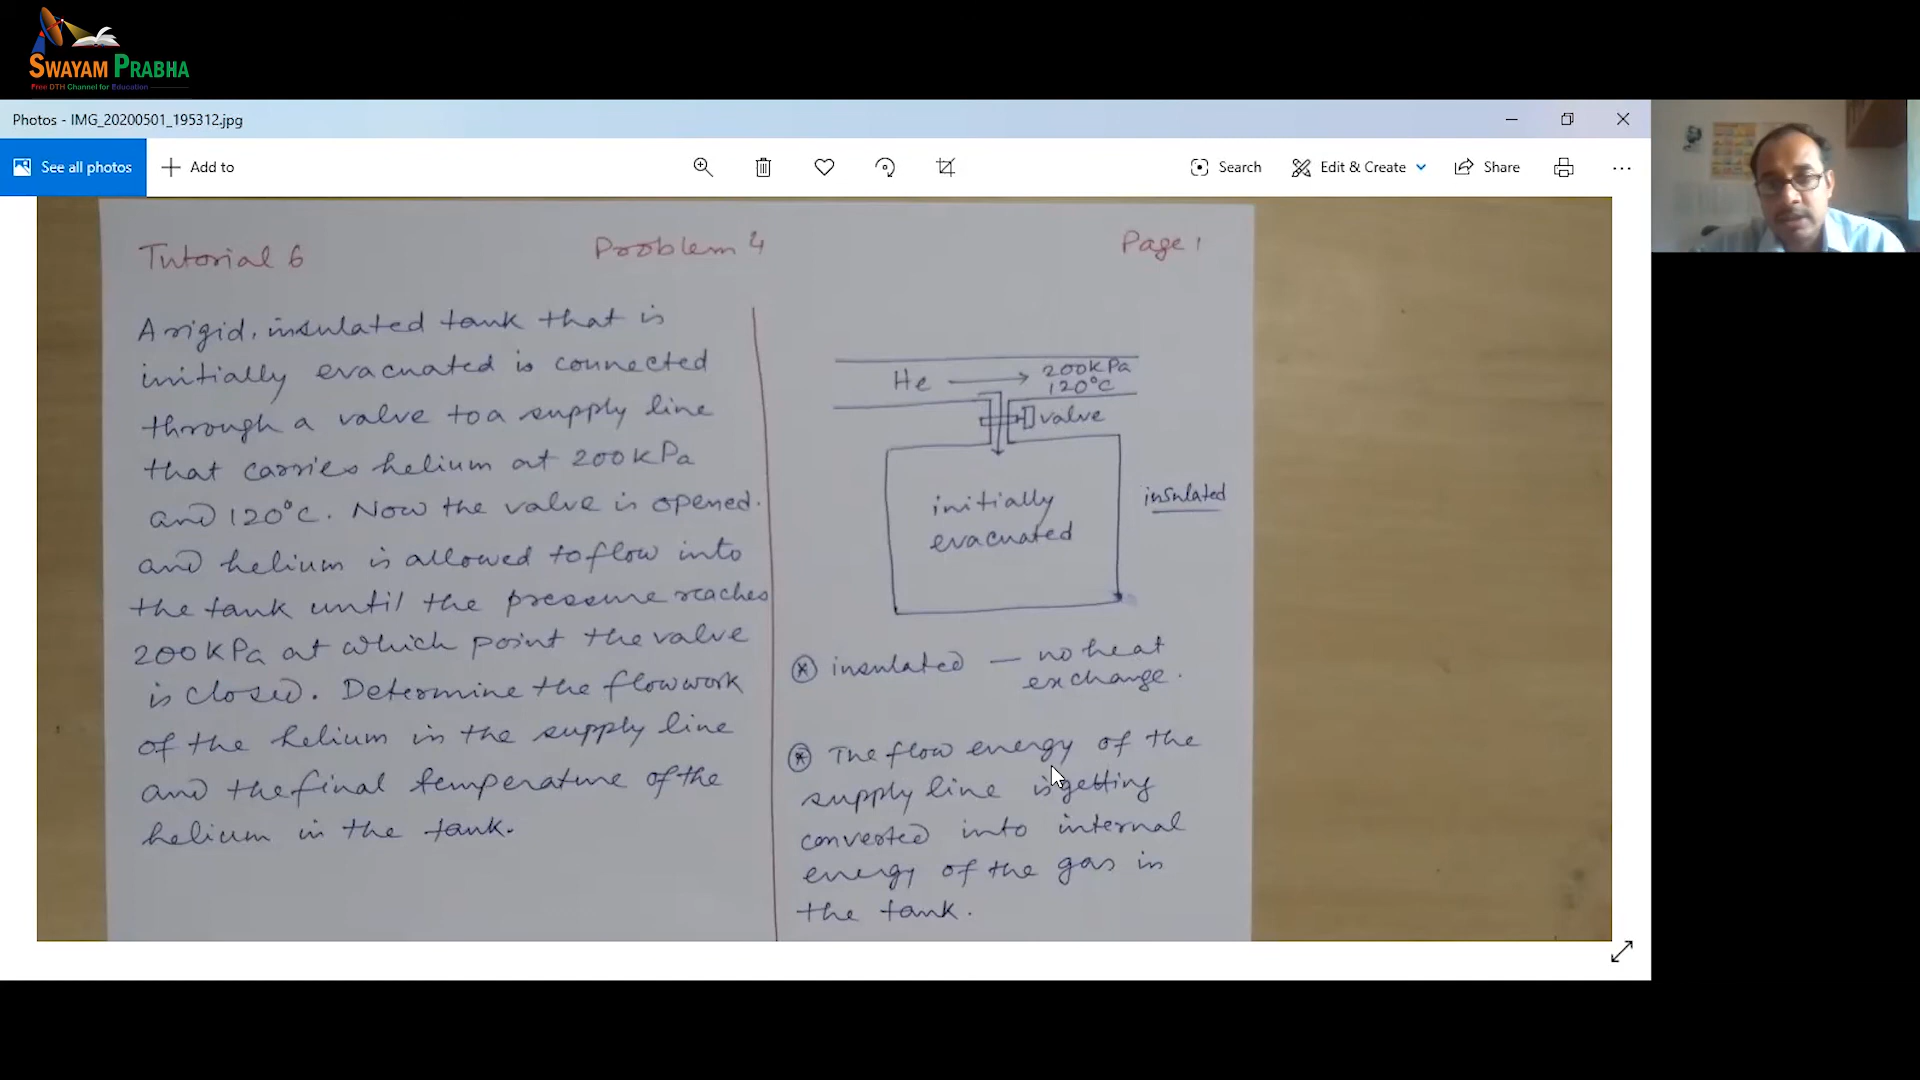 SWAYAM PRABHA
Free DTH Channel for Education
Photos - IMG_20200501_195312.jpg
See all photos
Add to
Search
Edit & Create
Share
Tutorial 6
Problem 4
Page 1
A rigid, insulated tank that is
initially evacuated is connected
through a valve to a supply line
that carries helium at 200 kPa
and 120°C. Now the valve is opened.
and helium is allowed to flow into
the tank until the pressure reaches
200 kPa at which point the valve
is closed. Determine the flow work
of the helium in the supply line
and the final temperature of the
helium in the tank.
He
200 kPa
120°C
valve
initially
evacuated
insulated
insulated — no heat
exchange.
The flow energy of the
supply line is getting
converted into internal
energy of the gas in
the tank.